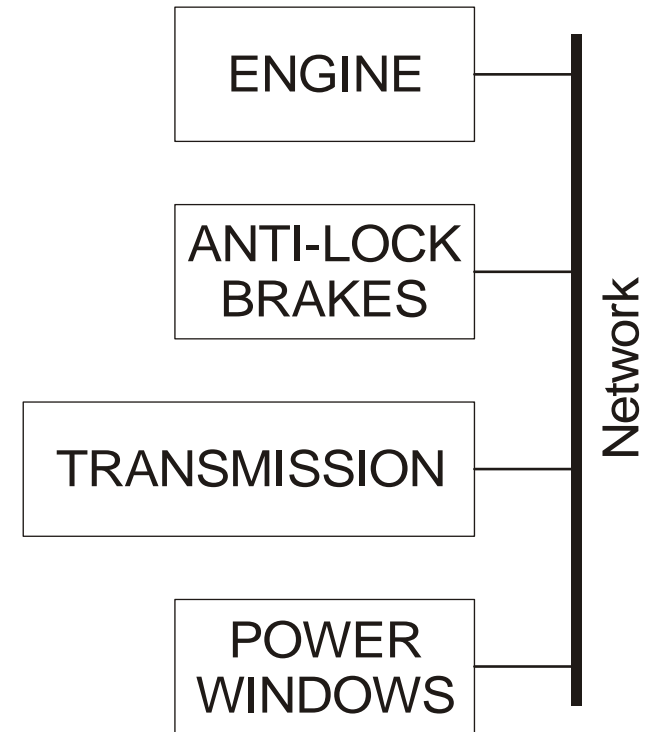 ENGINE
ANTI-LOCK
BRAKES
Network
TRANSMISSION
POWER
WINDOWS